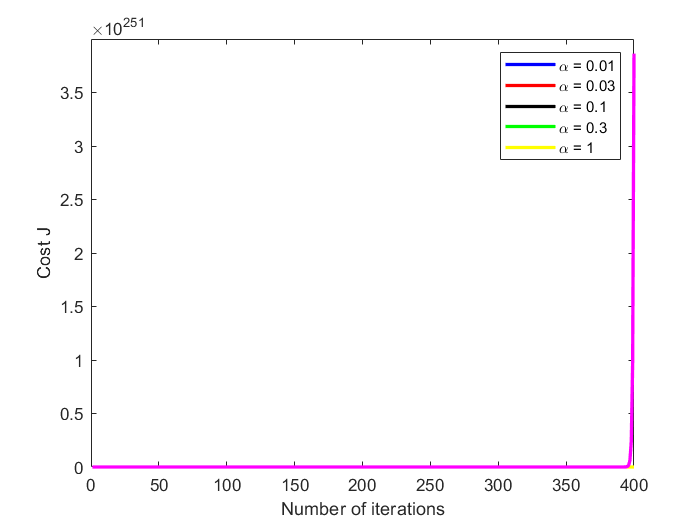 ×10^251
α = 0.01
α = 0.03
α = 0.1
α = 0.3
α = 1
3.5
3
2.5
2
1.5
1
0.5
0
Cost J
0 50 100 150 200 250 300 350 400
Number of iterations